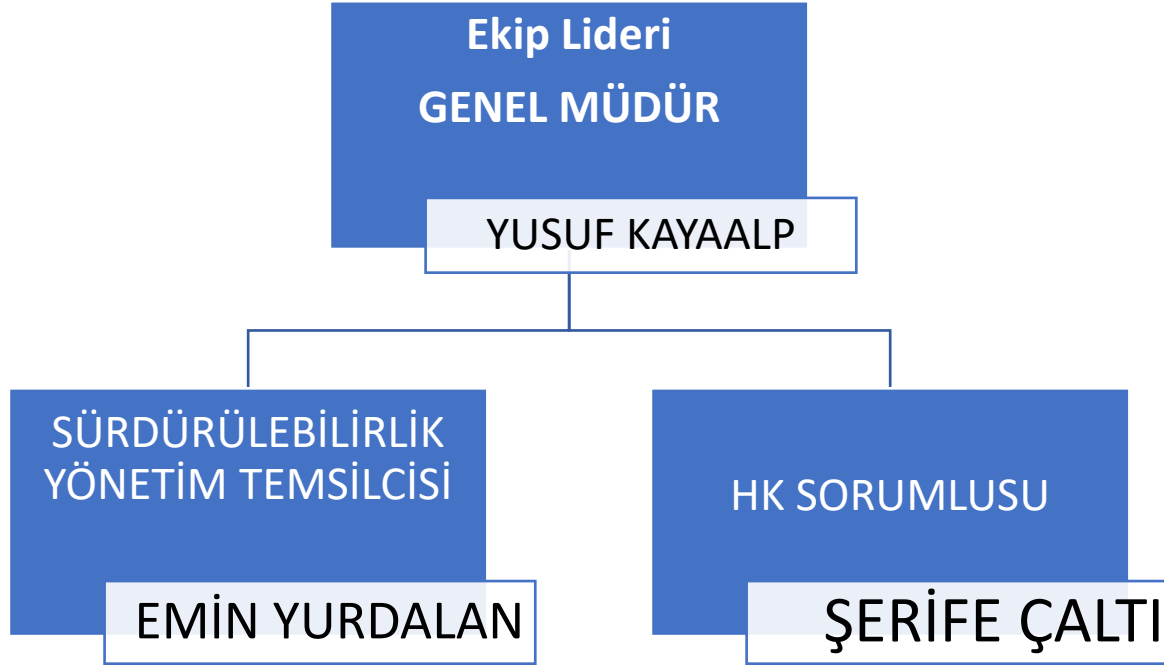 Ekip Lideri
GENEL MÜDÜR
YUSUF KAYAALP
SÜRDÜRÜLEBİLİRLİK
YÖNETİM TEMSİLCİSİ
EMİN YURDALAN
HK SORUMLUSU
ŞERİFE ÇALTI